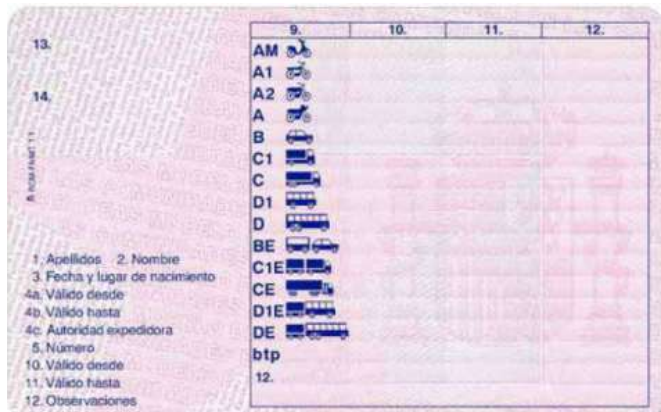 9. 10. 11. 12.
13.
14.
AM
A1
A2
A
B
C1
C
D1
D
BE
C1E
CE
D1E
DE
btp
12.
1. Apellidos 2. Nombre
3. Fecha y lugar de nacimiento
4a. Válido desde
4b. Válido hasta
4c. Autoridad expedidora
5. Número
10. Válido desde
11. Válido hasta
12. Observaciones